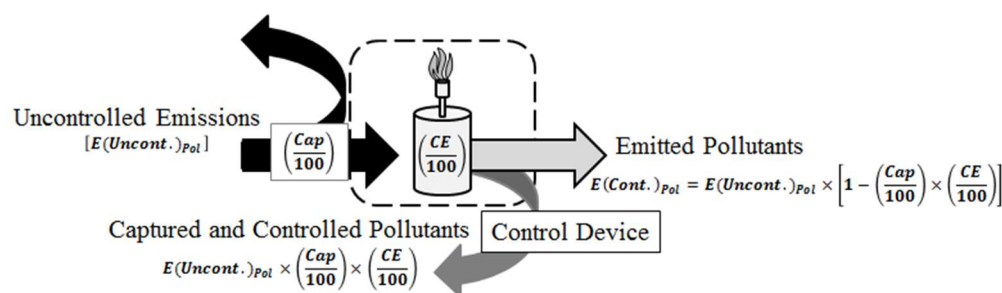 Uncontrolled Emissions
[E(Uncont.)Pol]
(Cap/100)
(CE/100)
Emitted Pollutants
E(Cont.)Pol = E(Uncont.)Pol × [1 − (Cap/100) × (CE/100)]
Captured and Controlled Pollutants
E(Uncont.)Pol × (Cap/100) × (CE/100)
Control Device